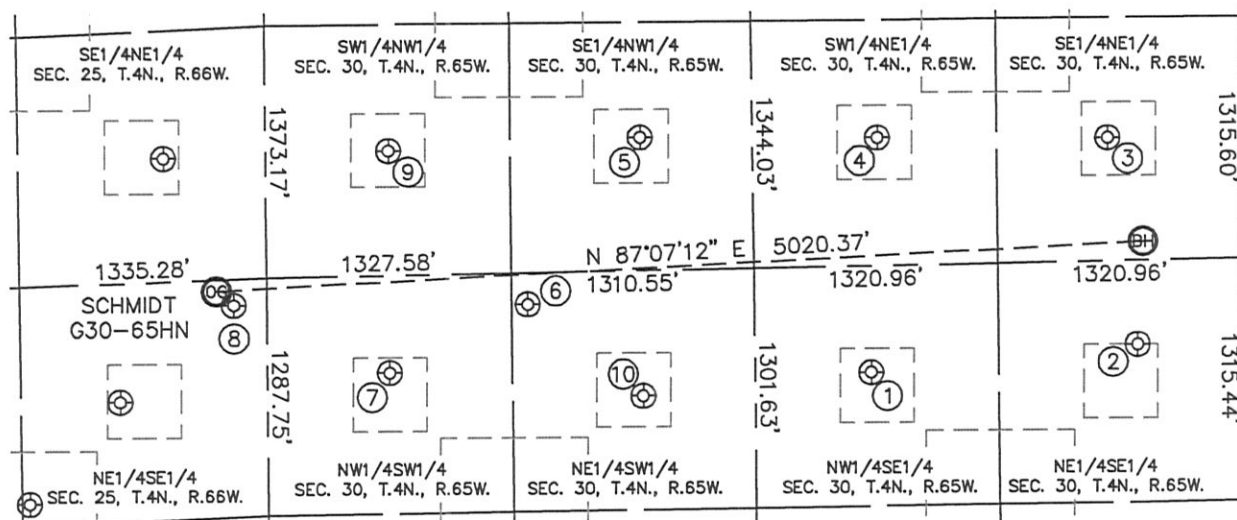 SE1/4NE1/4
SEC. 25, T.4N., R.66W.
SW1/4NW1/4
SEC. 30, T.4N., R.65W.
SE1/4NW1/4
SEC. 30, T.4N., R.65W.
SW1/4NE1/4
SEC. 30, T.4N., R.65W.
SE1/4NE1/4
SEC. 30, T.4N., R.65W.
1373.17'
1344.03'
1315.60'
9
5
4
3
N 87°07'12" E 5020.37'
BH
1335.28'
1327.58'
1310.55'
1320.96'
1320.96'
SCHMIDT
G30-65HN
8
6
1287.75'
1301.63'
1315.44'
7
10
1
2
NE1/4SE1/4
SEC. 25, T.4N., R.66W.
NW1/4SW1/4
SEC. 30, T.4N., R.65W.
NE1/4SW1/4
SEC. 30, T.4N., R.65W.
NW1/4SE1/4
SEC. 30, T.4N., R.65W.
NE1/4SE1/4
SEC. 30, T.4N., R.65W.